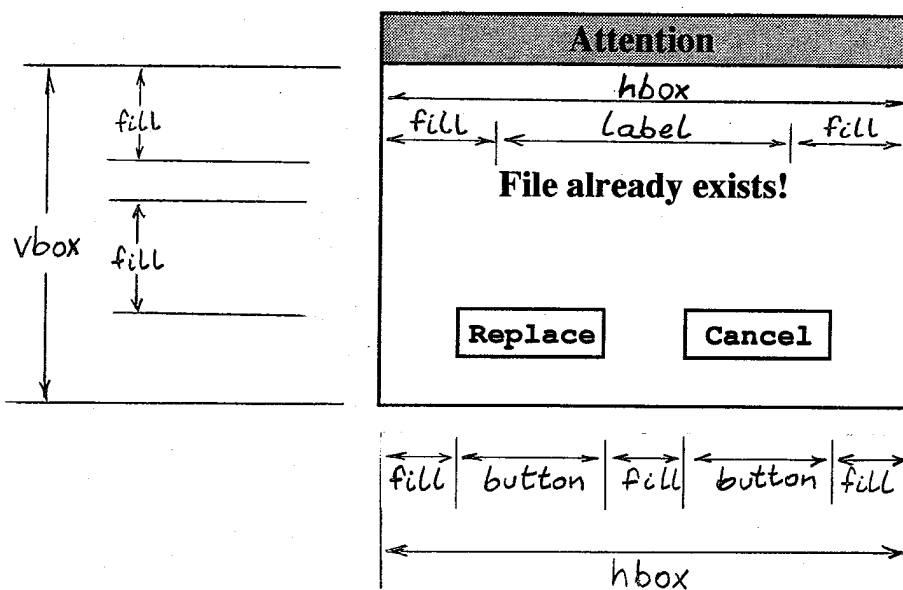 Attention
hbox
fill label fill
File already exists!
fill
fill
vbox
Replace Cancel
fill button fill button fill
hbox